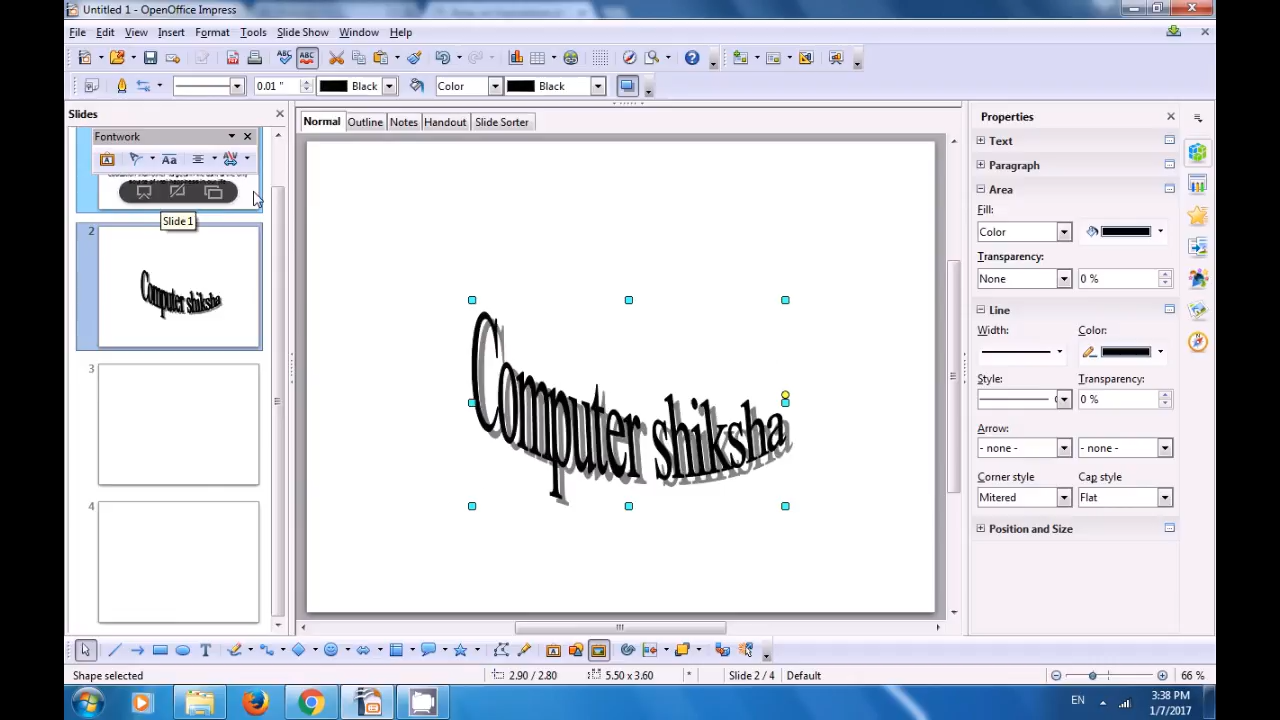 Untitled 1 - OpenOffice Impress
File Edit View Insert Format Tools Slide Show Window Help
0.01 " Black Color Black
Slides
Fontwork
Slide 1
2
Computer shiksha
3
4
Normal Outline Notes Handout Slide Sorter
Computer shiksha
Properties
Text
Paragraph
Area
Fill:
Color
Transparency:
None 0 %
Line
Width: Color:
Style: Transparency:
0 %
Arrow:
- none - - none -
Corner style Cap style
Mitered Flat
Position and Size
Shape selected 2.90 / 2.80 5.50 x 3.60 * Slide 2 / 4 Default 66 %
EN 3:38 PM
1/7/2017